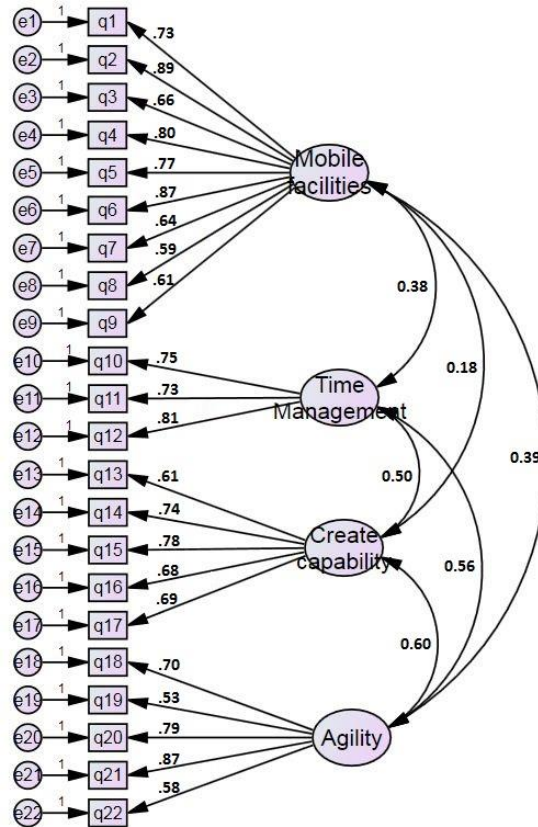 e1 1 q1 .73
e2 1 q2 .89
e3 1 q3 .66
e4 1 q4 .80
e5 1 q5 .77
e6 1 q6 .87
e7 1 q7 .64
e8 1 q8 .59
e9 1 q9 .61
Mobile
facilities
0.38
0.18
0.39
e10 1 q10 .75
e11 1 q11 .73
e12 1 q12 .81
Time
Management
0.50
0.56
e13 1 q13 .61
e14 1 q14 .74
e15 1 q15 .78
e16 1 q16 .68
e17 1 q17 .69
Create
capability
0.60
e18 1 q18 .70
e19 1 q19 .53
e20 1 q20 .79
e21 1 q21 .87
e22 1 q22 .58
Agility